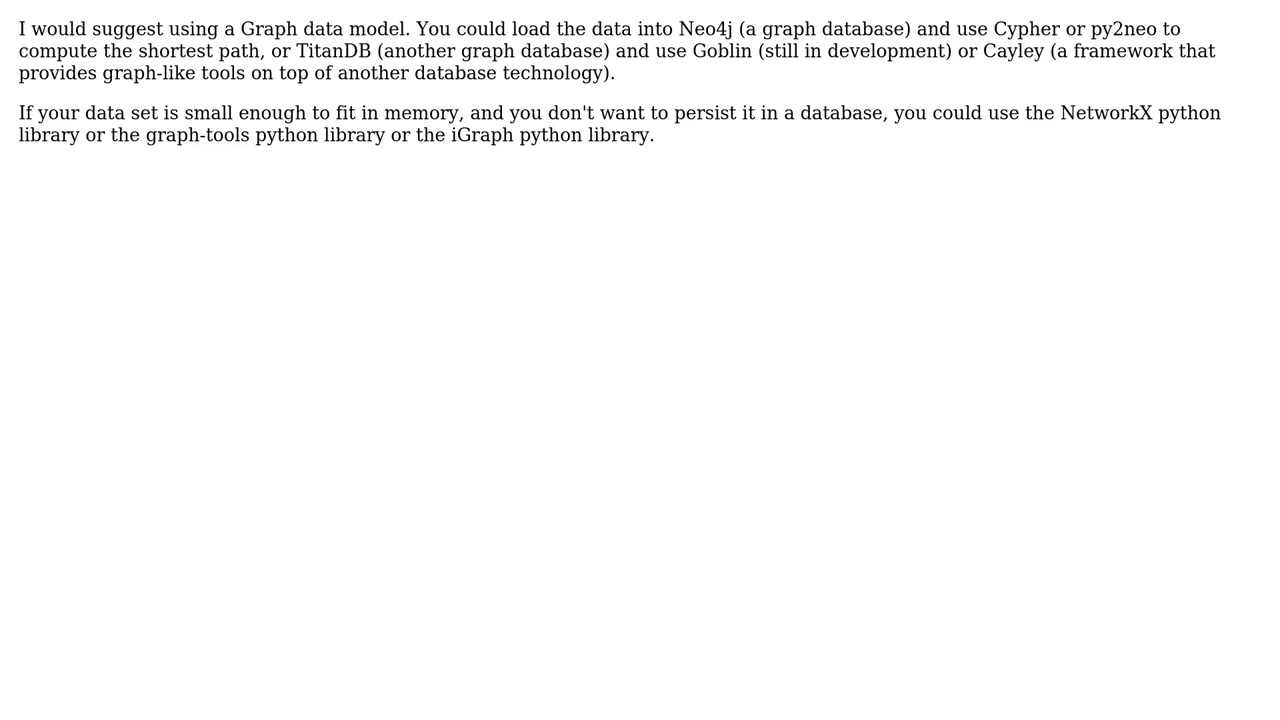 I would suggest using a Graph data model. You could load the data into Neo4j (a graph database) and use Cypher or py2neo to
compute the shortest path, or TitanDB (another graph database) and use Goblin (still in development) or Cayley (a framework that
provides graph-like tools on top of another database technology).
If your data set is small enough to fit in memory, and you don't want to persist it in a database, you could use the NetworkX python
library or the graph-tools python library or the iGraph python library.